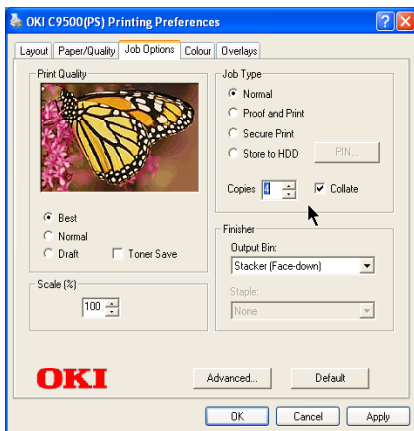 OKI C9500(PS) Printing Preferences
Layout Paper/Quality Job Options Colour Overlays
Print Quality
Best
Normal
Draft
Toner Save
Scale (%)
100
Job Type
Normal
Proof and Print
Secure Print
Store to HDD
PIN...
Copies 4 Collate
Finisher
Output Bin:
Stacker (Face-down)
Staple:
None
OKI
Advanced... Default
OK Cancel Apply